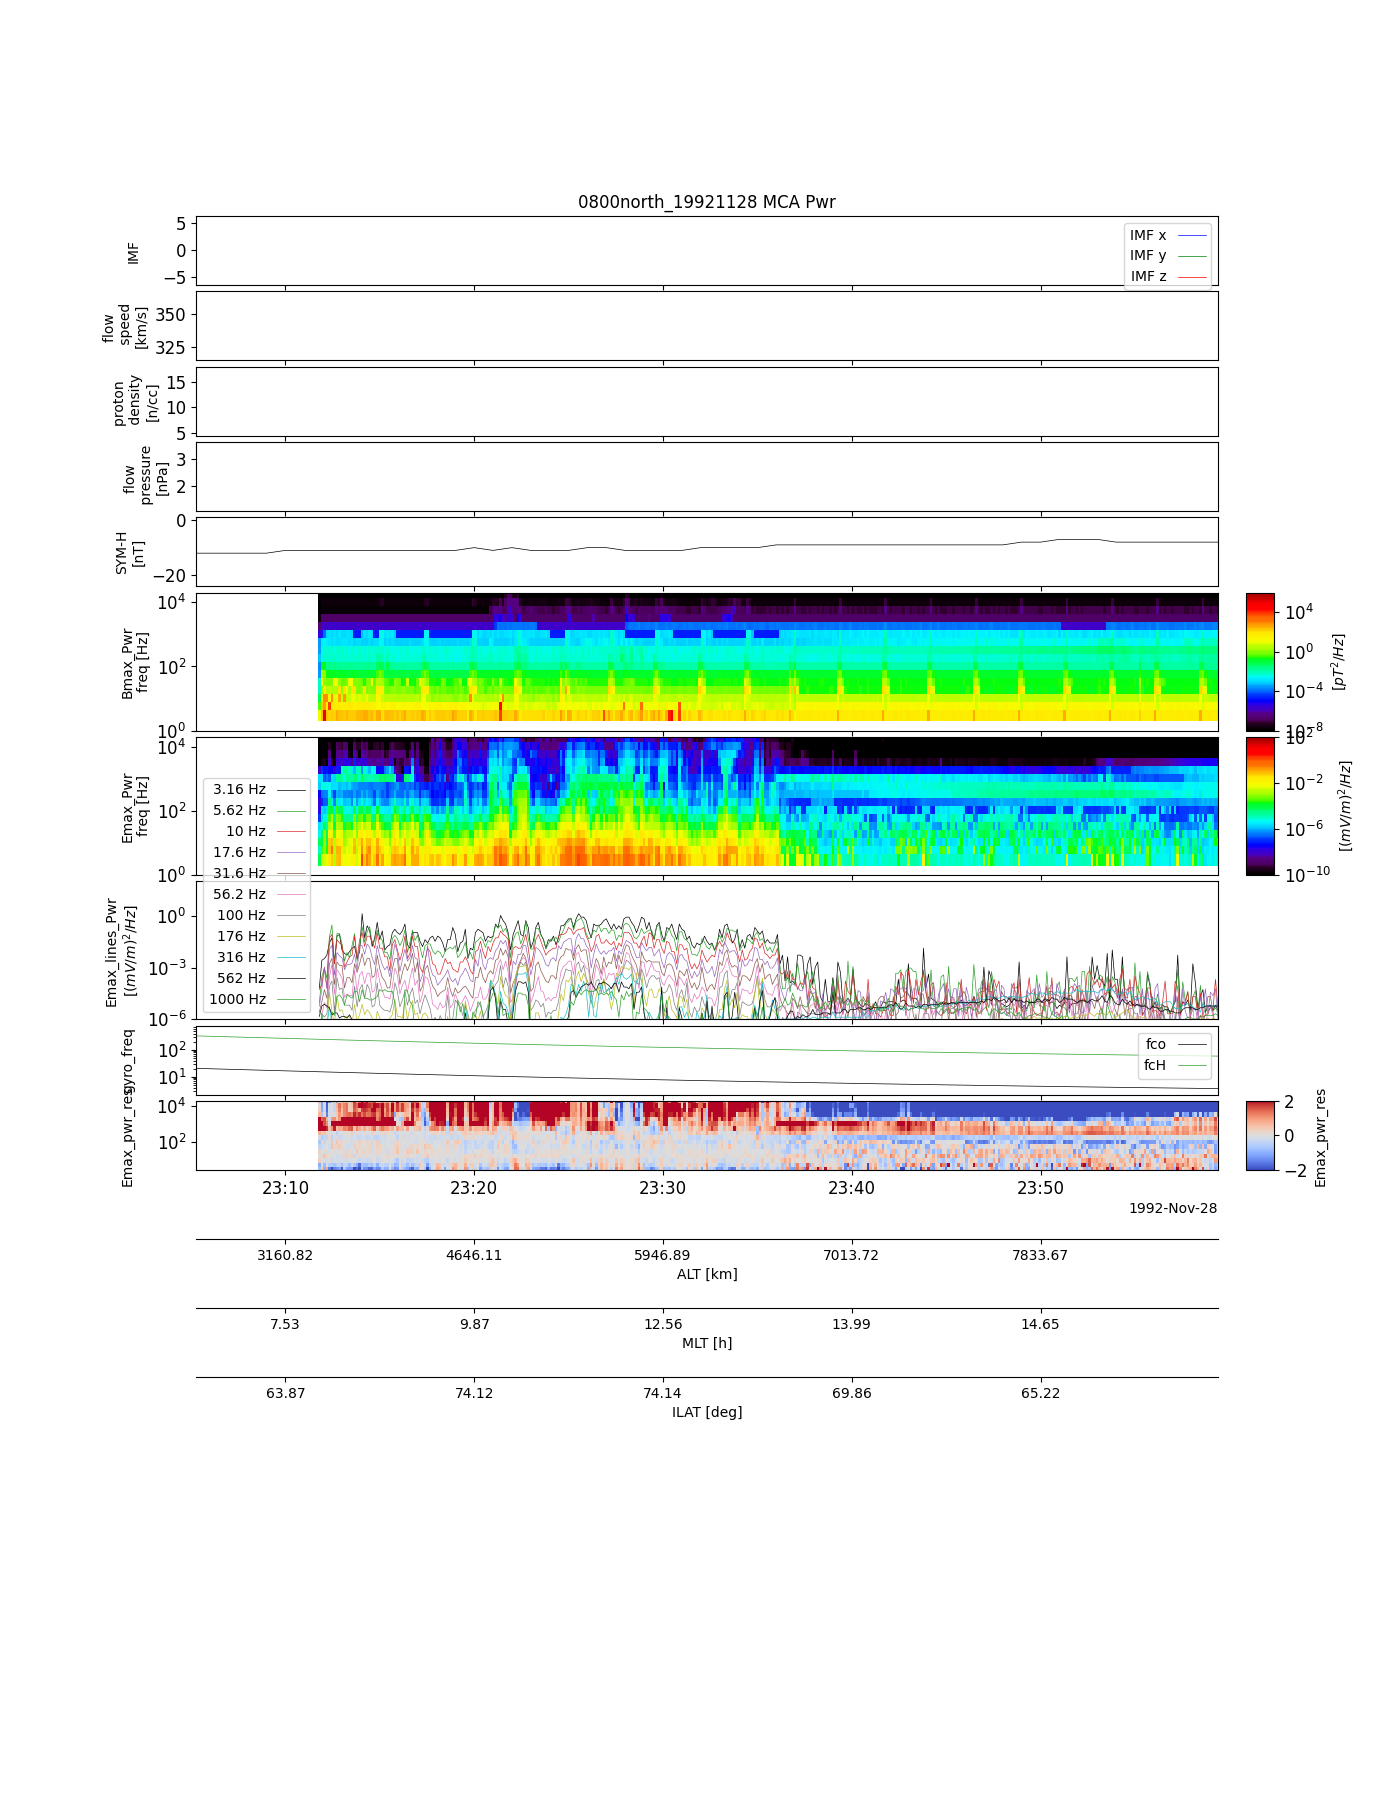 0800north_19921128 MCA Pwr
5
0
−5
IMF
IMF x
IMF y
IMF z
350
325
flow
speed
[km/s]
15
10
5
proton
density
[n/cc]
3
2
flow
pressure
[nPa]
0
−20
SYM-H
[nT]
10^4
10^2
10^0
Bmax_Pwr
freq [Hz]
10^4
10^0
10^−4
10^−8
[pT^2/Hz]
10^4
10^2
10^0
Emax_Pwr
freq [Hz]
10^2
10^−2
10^−6
10^−10
[(mV/m)^2/Hz]
3.16 Hz
5.62 Hz
10 Hz
17.6 Hz
31.6 Hz
56.2 Hz
100 Hz
176 Hz
316 Hz
562 Hz
1000 Hz
10^0
10^−3
10^−6
Emax_lines_Pwr
[(mV/m)^2/Hz]
10^2
10^1
gyro_freq
fco
fcH
10^4
10^2
Emax_pwr_res
2
0
−2
Emax_pwr_res
23:10 23:20 23:30 23:40 23:50
1992-Nov-28
3160.82 4646.11 5946.89 7013.72 7833.67
ALT [km]
7.53 9.87 12.56 13.99 14.65
MLT [h]
63.87 74.12 74.14 69.86 65.22
ILAT [deg]